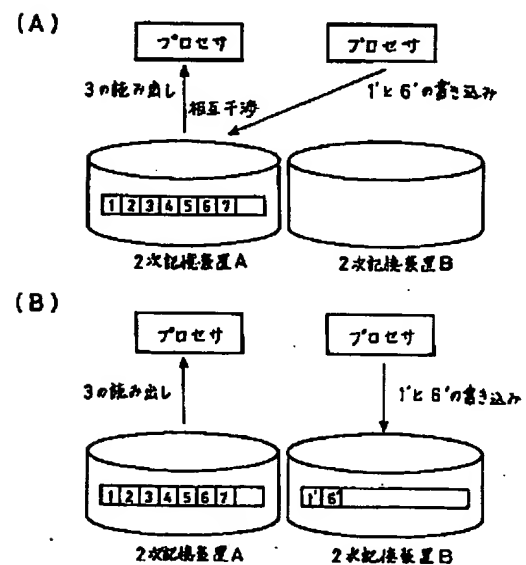 (A)
プロセサ プロセサ
3の読み出し 相互干渉 1'と6'の書き込み
1 2 3 4 5 6 7
2次記憶装置A 2次記憶装置B
(B)
プロセサ プロセサ
3の読み出し 1'と6'の書き込み
1 2 3 4 5 6 7 1' 6'
2次記憶装置A 2次記憶装置B